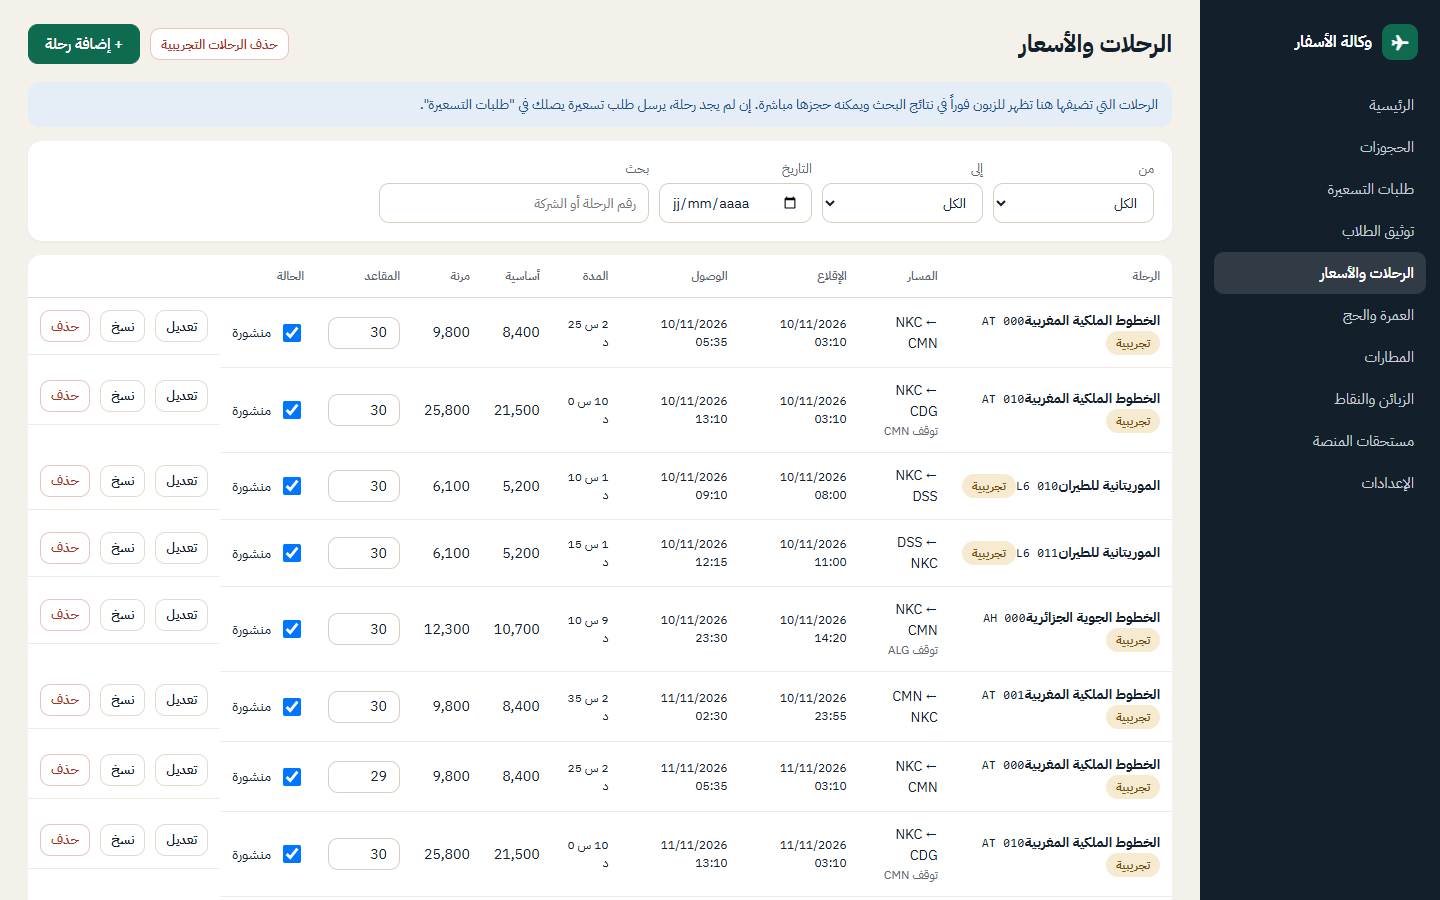 وكالة الأسفار
الرئيسية
الحجوزات
طلبات التسعيرة
توثيق الطلاب
الرحلات والأسعار
العمرة والحج
المطارات
الزبائن والنقاط
مستحقات المنصة
الإعدادات
الرحلات والأسعار
حذف الرحلات التجريبية
+ إضافة رحلة
الرحلات التي تضيفها هنا تظهر للزبون فوراً في نتائج البحث ويمكنه حجزها مباشرة. إن لم يجد رحلة، يرسل طلب تسعيرة يصلك في "طلبات التسعيرة".
من إلى التاريخ بحث
الكل الكل jj/mm/aaaa رقم الرحلة أو الشركة
الرحلة المسار الإقلاع الوصول المدة أساسية مرنة المقاعد الحالة
الخطوط الملكية المغربية AT 000 تجريبية NKC ← CMN 10/11/2026 03:10 10/11/2026 05:35 2 س 25 د 8,400 9,800 30 منشورة تعديل نسخ حذف
الخطوط الملكية المغربية AT 010 تجريبية NKC ← CDG توقف CMN 10/11/2026 03:10 10/11/2026 13:10 10 س 0 د 21,500 25,800 30 منشورة تعديل نسخ حذف
الموريتانية للطيران L6 010 تجريبية NKC ← DSS 10/11/2026 08:00 10/11/2026 09:10 1 س 10 د 5,200 6,100 30 منشورة تعديل نسخ حذف
الموريتانية للطيران L6 011 تجريبية DSS ← NKC 10/11/2026 11:00 10/11/2026 12:15 1 س 15 د 5,200 6,100 30 منشورة تعديل نسخ حذف
الخطوط الجوية الجزائرية AH 000 تجريبية NKC ← CMN توقف ALG 10/11/2026 14:20 10/11/2026 23:30 9 س 10 د 10,700 12,300 30 منشورة تعديل نسخ حذف
الخطوط الملكية المغربية AT 001 تجريبية CMN ← NKC 10/11/2026 23:55 11/11/2026 02:30 2 س 35 د 8,400 9,800 30 منشورة تعديل نسخ حذف
الخطوط الملكية المغربية AT 000 تجريبية NKC ← CMN 11/11/2026 03:10 11/11/2026 05:35 2 س 25 د 8,400 9,800 29 منشورة تعديل نسخ حذف
الخطوط الملكية المغربية AT 010 تجريبية NKC ← CDG توقف CMN 11/11/2026 03:10 11/11/2026 13:10 10 س 0 د 21,500 25,800 30 منشورة تعديل نسخ حذف